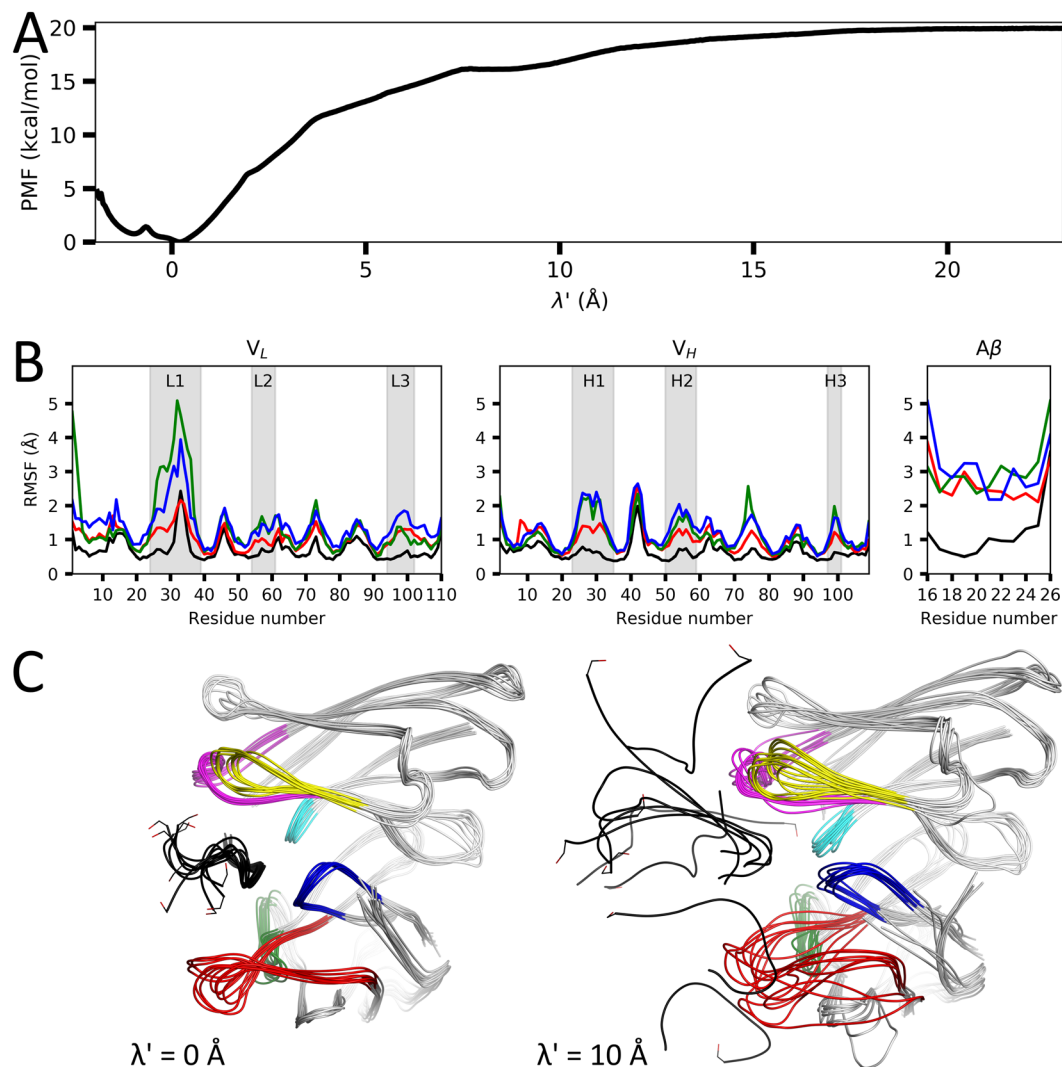 A
PMF (kcal/mol)
20
15
10
5
0
0 5 10 15 20
λ' (Å)
B
V_L V_H Aβ
RMSF (Å)
L1 L2 L3 H1 H2 H3
5 5 5
4 4 4
3 3 3
2 2 2
1 1 1
0 0 0
10 20 30 40 50 60 70 80 90 100 110 10 20 30 40 50 60 70 80 90 100 16 18 20 22 24 26
Residue number Residue number Residue number
C
λ' = 0 Å λ' = 10 Å